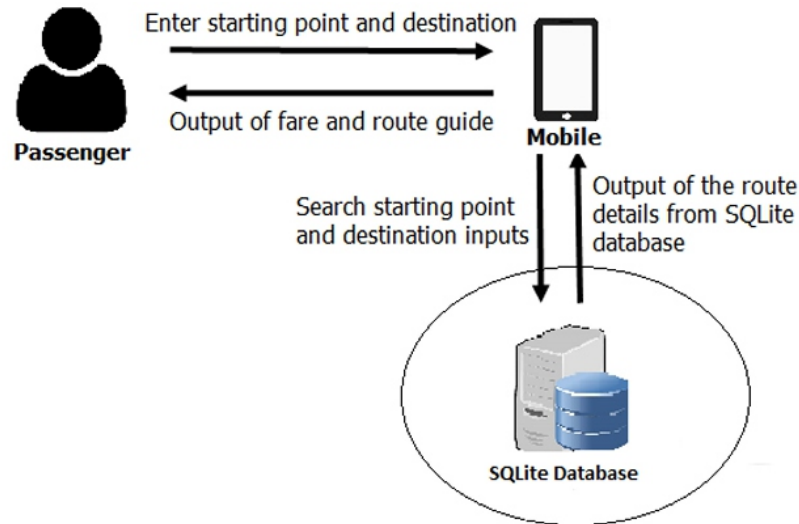 Enter starting point and destination
Output of fare and route guide
Passenger
Mobile
Search starting point
and destination inputs
Output of the route
details from SQLite
database
SQLite Database